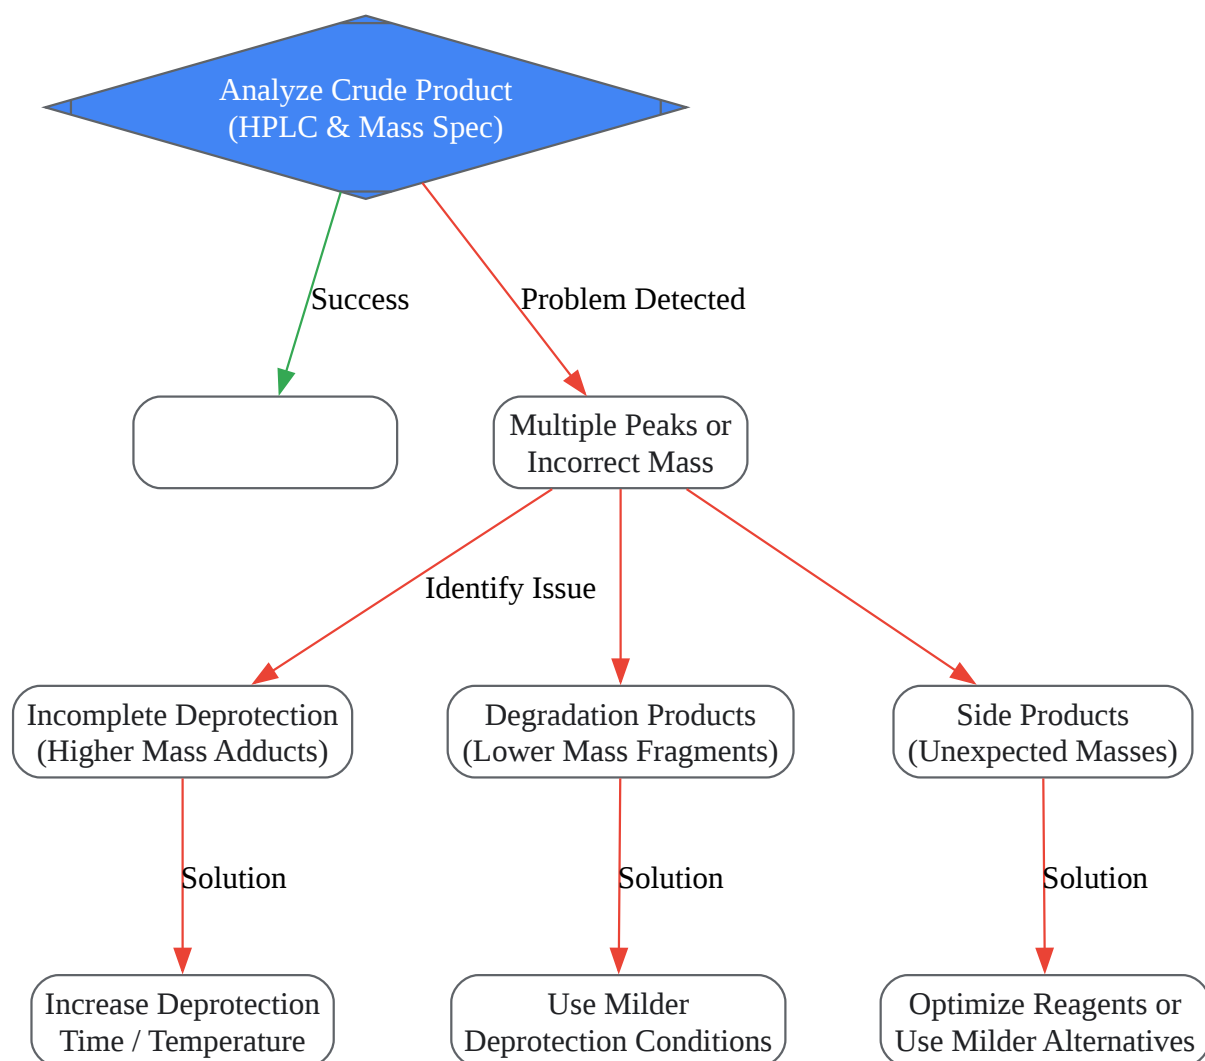 Analyze Crude Product
(HPLC & Mass Spec)
Success
Problem Detected
Multiple Peaks or
Incorrect Mass
Identify Issue
Incomplete Deprotection
(Higher Mass Adducts)
Degradation Products
(Lower Mass Fragments)
Side Products
(Unexpected Masses)
Solution
Solution
Solution
Increase Deprotection
Time / Temperature
Use Milder
Deprotection Conditions
Optimize Reagents or
Use Milder Alternatives